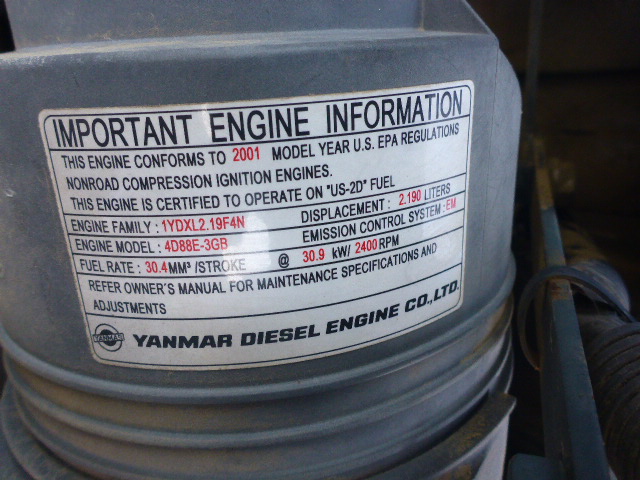 IMPORTANT ENGINE INFORMATION
THIS ENGINE CONFORMS TO 2001 MODEL YEAR U.S. EPA REGULATIONS
NONROAD COMPRESSION IGNITION ENGINES.
THIS ENGINE IS CERTIFIED TO OPERATE ON "US-2D" FUEL
ENGINE FAMILY : 1YDXL2.19F4N DISPLACEMENT : 2.190 LITERS
ENGINE MODEL : 4D88E-3GB EMISSION CONTROL SYSTEM : EM
FUEL RATE : 30.4 MM³ /STROKE @ 30.9 kW/ 2400 RPM
REFER OWNER'S MANUAL FOR MAINTENANCE SPECIFICATIONS AND
ADJUSTMENTS
YANMAR YANMAR DIESEL ENGINE CO.,LTD.